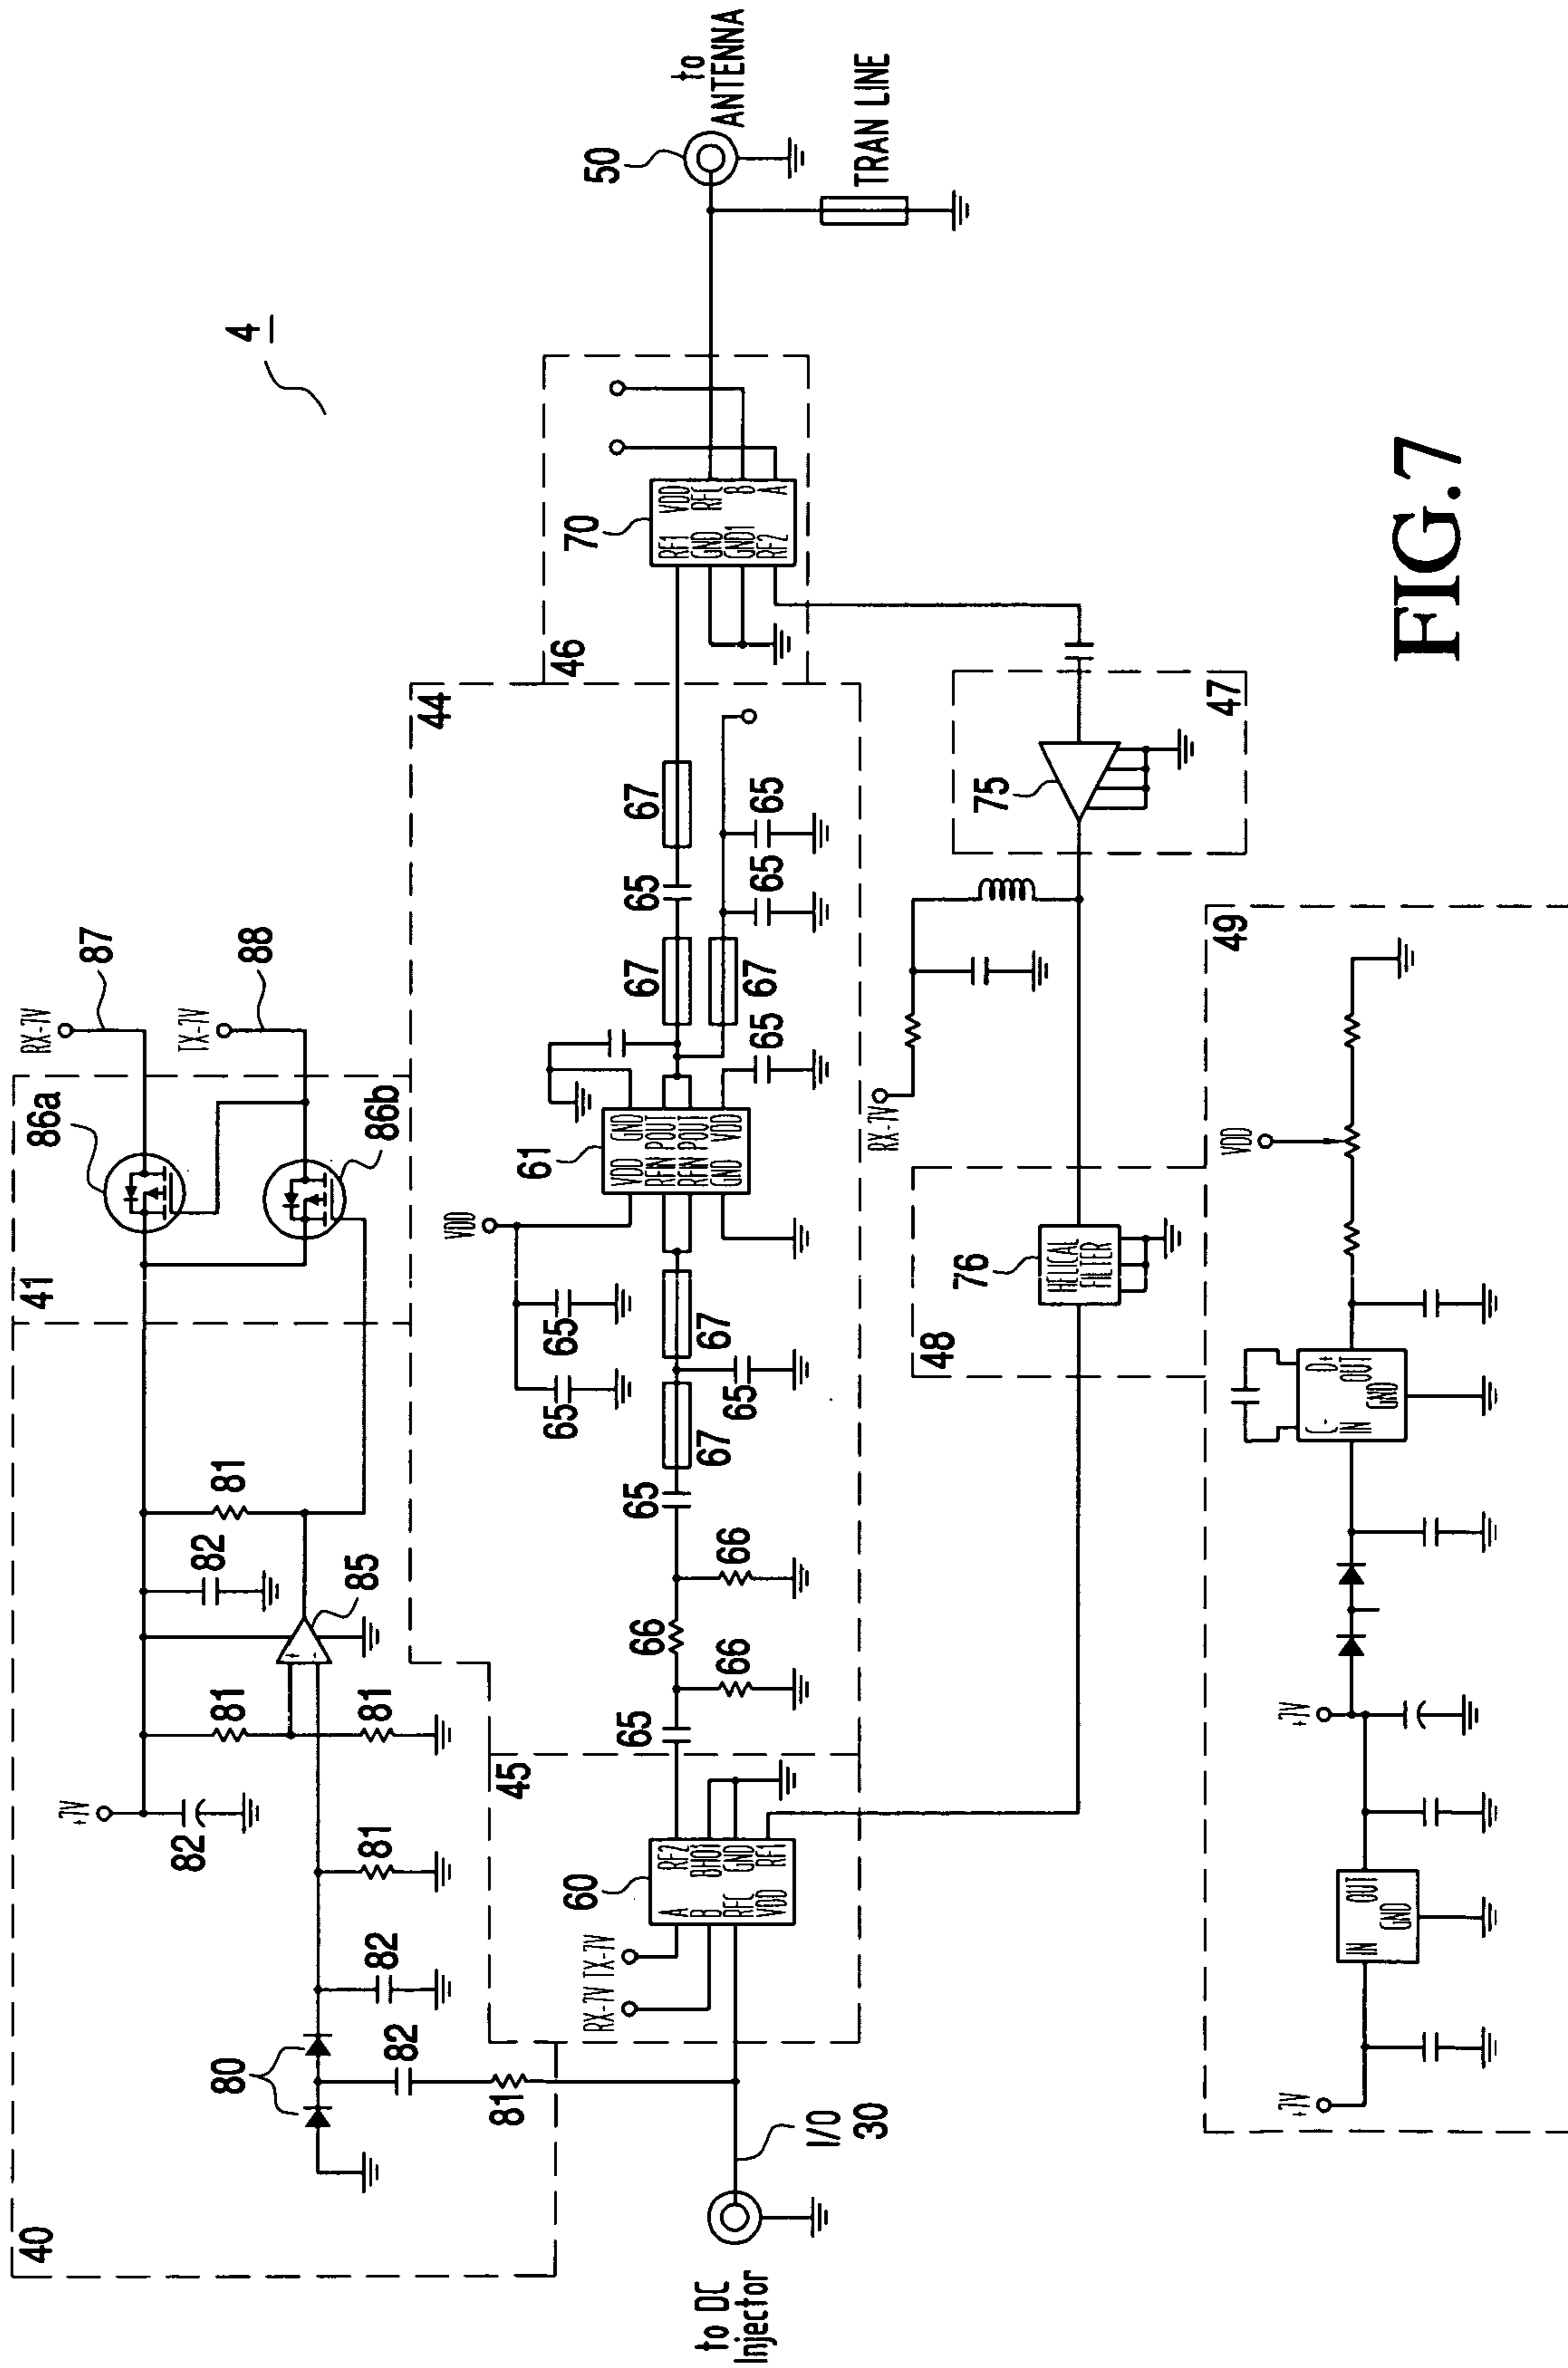 4
40
+7V
82
81
81
82
81
85
80
82
81
82
81
41
86a
86b
RX-7V
87
TX-7V
88
to DC
Injector
I/O
30
45
RX-7V
TX-7V
60
A
B
RFC
VDD
RF2
GND
RF1
44
65
66
66
66
65
67
65
67
65
65
VDD
61
VDD GND
RFIN POUT
RFIN POUT
GND VDD
65
67
67
65
65
65
67
46
70
RF1 VDD
GND RFC
GND1 B
RF2 A
50
to
ANTENNA
TRAN LINE
47
75
RX-7V
48
76
HELICAL
FILTER
49
+7V
IN OUT
GND
+7V
IN OUT
GND
VDD
FIG.7